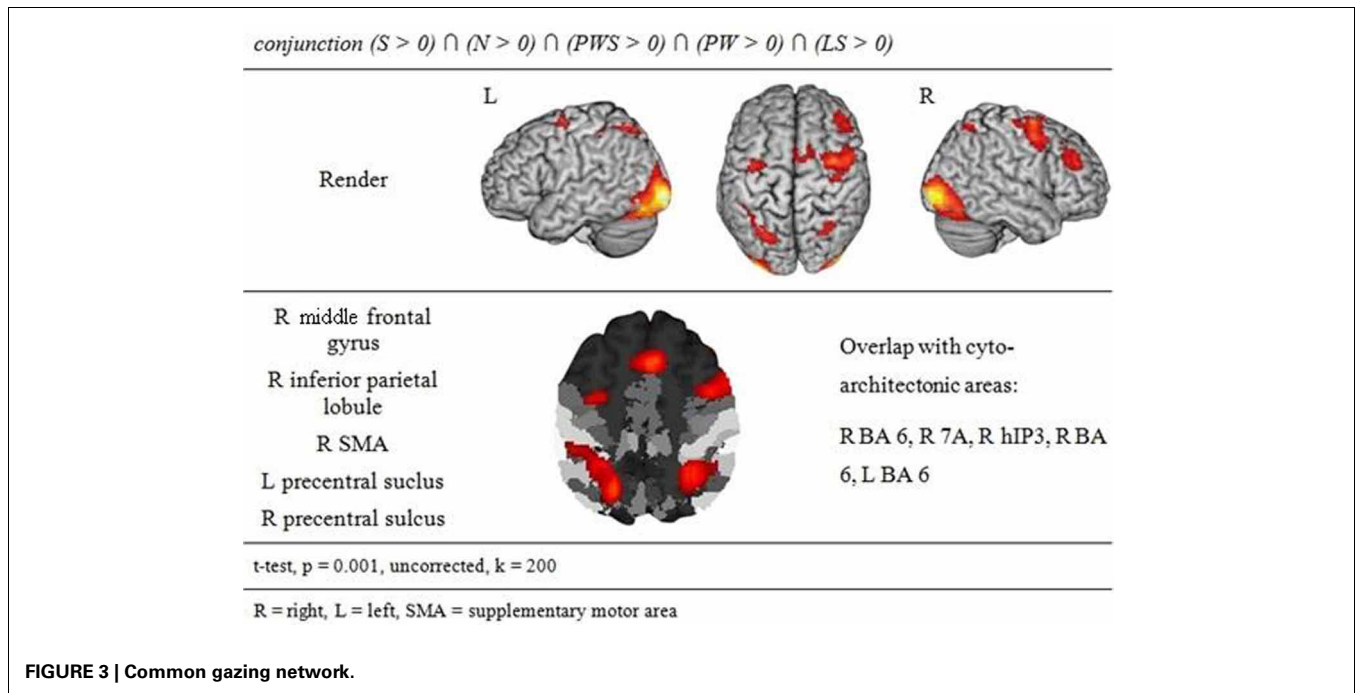 conjunction (S > 0) ∩ (N > 0) ∩ (PWS > 0) ∩ (PW > 0) ∩ (LS > 0)
L
R
Render
R middle frontal
gyrus
R inferior parietal
lobule
R SMA
L precentral suclus
R precentral sulcus
Overlap with cyto-
architectonic areas:
R BA 6, R 7A, R hIP3, R BA
6, L BA 6
t-test, p = 0.001, uncorrected, k = 200
R = right, L = left, SMA = supplementary motor area
FIGURE 3 | Common gazing network.